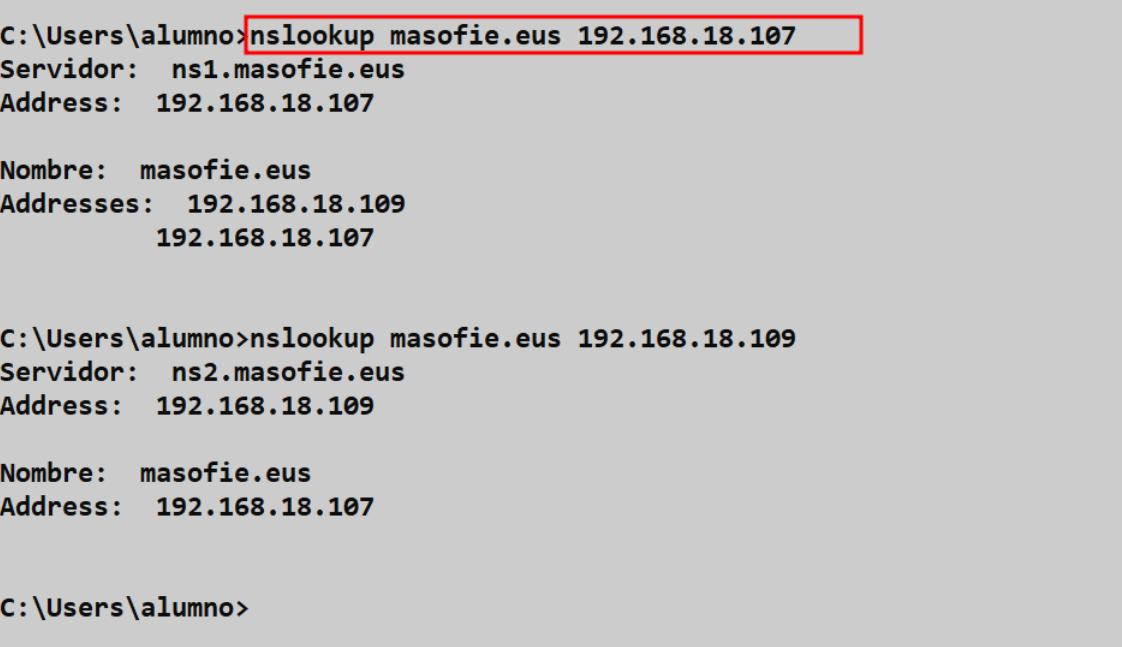 C:\Users\alumno>nslookup masofie.eus 192.168.18.107
Servidor:  ns1.masofie.eus
Address:  192.168.18.107
Nombre:  masofie.eus
Addresses:  192.168.18.109
          192.168.18.107
C:\Users\alumno>nslookup masofie.eus 192.168.18.109
Servidor:  ns2.masofie.eus
Address:  192.168.18.109
Nombre:  masofie.eus
Address:  192.168.18.107
C:\Users\alumno>